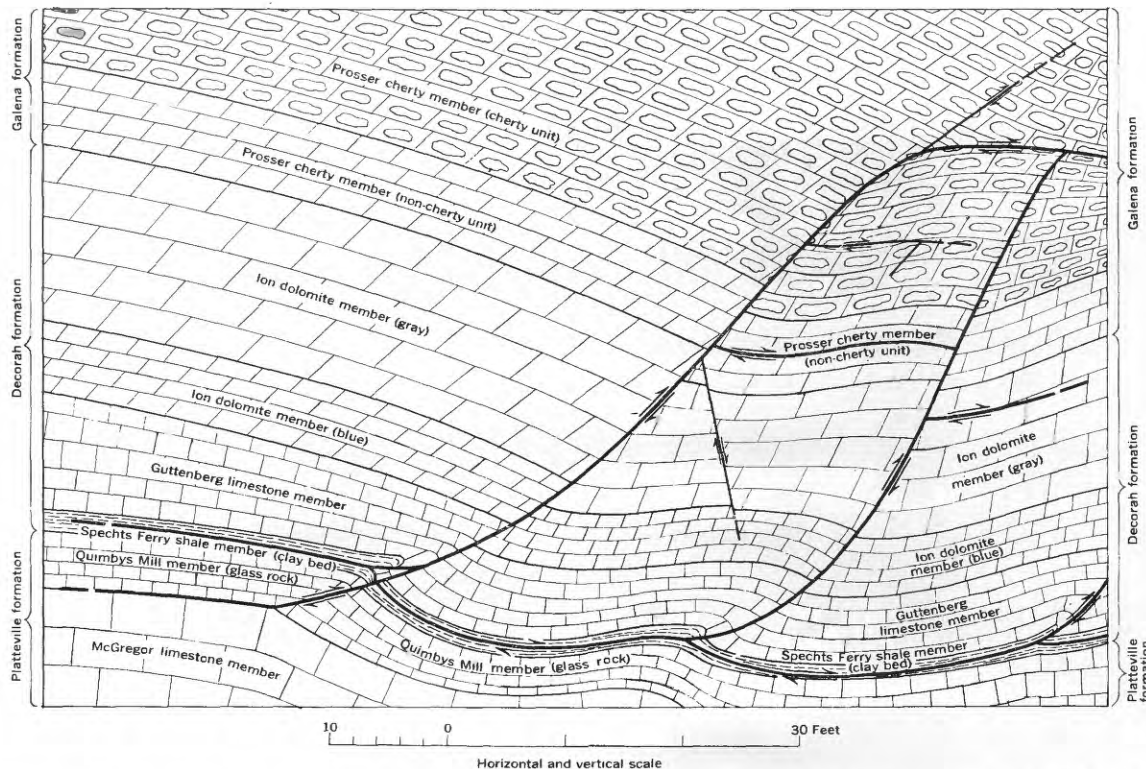 Galena formation
Decorah formation
Platteville formation
Prosser cherty member (cherty unit)
Prosser cherty member (non-cherty unit)
Ion dolomite member (gray)
Ion dolomite member (blue)
Guttenberg limestone member
Spechts Ferry shale member (clay bed)
Quimbys Mill member (glass rock)
McGregor limestone member
Quimbys Mill member (glass rock)
Prosser cherty member
(non-cherty unit)
Ion dolomite
member (gray)
Ion dolomite
member (blue)
Guttenberg
limestone member
Spechts Ferry shale member
(clay bed)
Galena formation
Decorah formation
Platteville
formation
10 0 30 Feet
Horizontal and vertical scale